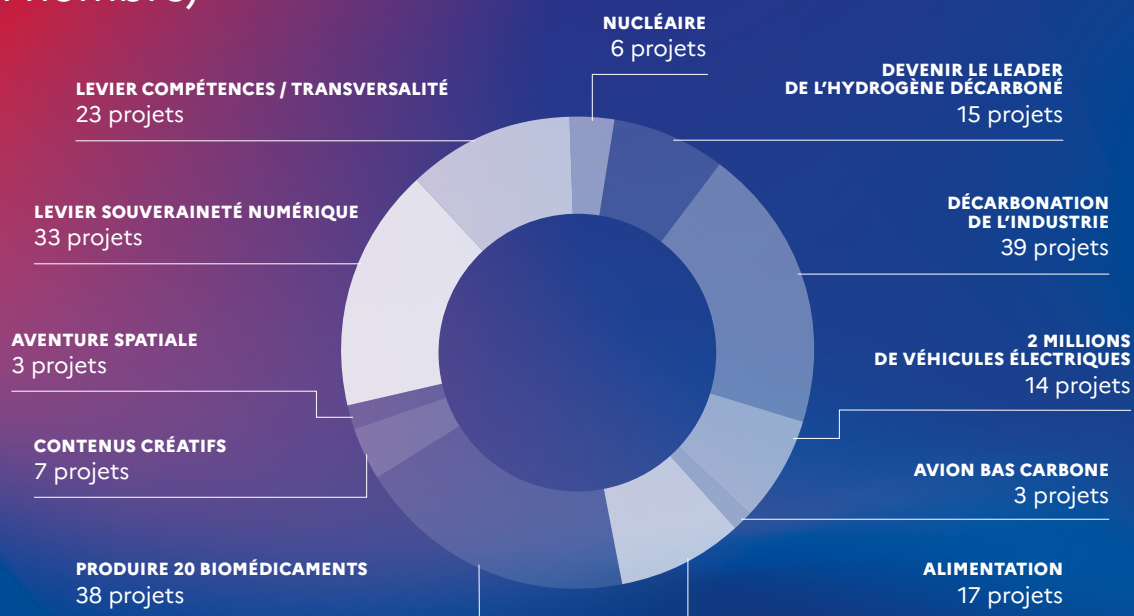 NUCLÉAIRE
6 projets
DEVENIR LE LEADER
DE L'HYDROGÈNE DÉCARBONÉ
15 projets
LEVIER COMPÉTENCES / TRANSVERSALITÉ
23 projets
DÉCARBONATION
DE L'INDUSTRIE
39 projets
LEVIER SOUVERAINETÉ NUMÉRIQUE
33 projets
2 MILLIONS
DE VÉHICULES ÉLECTRIQUES
14 projets
AVENTURE SPATIALE
3 projets
CONTENUS CRÉATIFS
7 projets
AVION BAS CARBONE
3 projets
PRODUIRE 20 BIOMÉDICAMENTS
38 projets
ALIMENTATION
17 projets